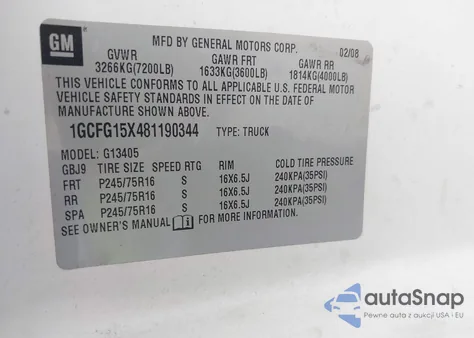 GM
MFD BY GENERAL MOTORS CORP. 02/08
GVWR GAWR FRT GAWR RR
3266KG(7200LB) 1633KG(3600LB) 1814KG(4000LB)
THIS VEHICLE CONFORMS TO ALL APPLICABLE U.S. FEDERAL MOTOR
VEHICLE SAFETY STANDARDS IN EFFECT ON THE DATE OF
MANUFACTURE SHOWN ABOVE.
1GCFG15X481190344 TYPE: TRUCK
MODEL: G13405
GBJ9 TIRE SIZE SPEED RTG RIM COLD TIRE PRESSURE
FRT P245/75R16 S 16X6.5J 240KPA(35PSI)
RR P245/75R16 S 16X6.5J 240KPA(35PSI)
SPA P245/75R16 S 16X6.5J 240KPA(35PSI)
SEE OWNER'S MANUAL FOR MORE INFORMATION.
autoSnap
Pewne auta z aukcji USA i EU